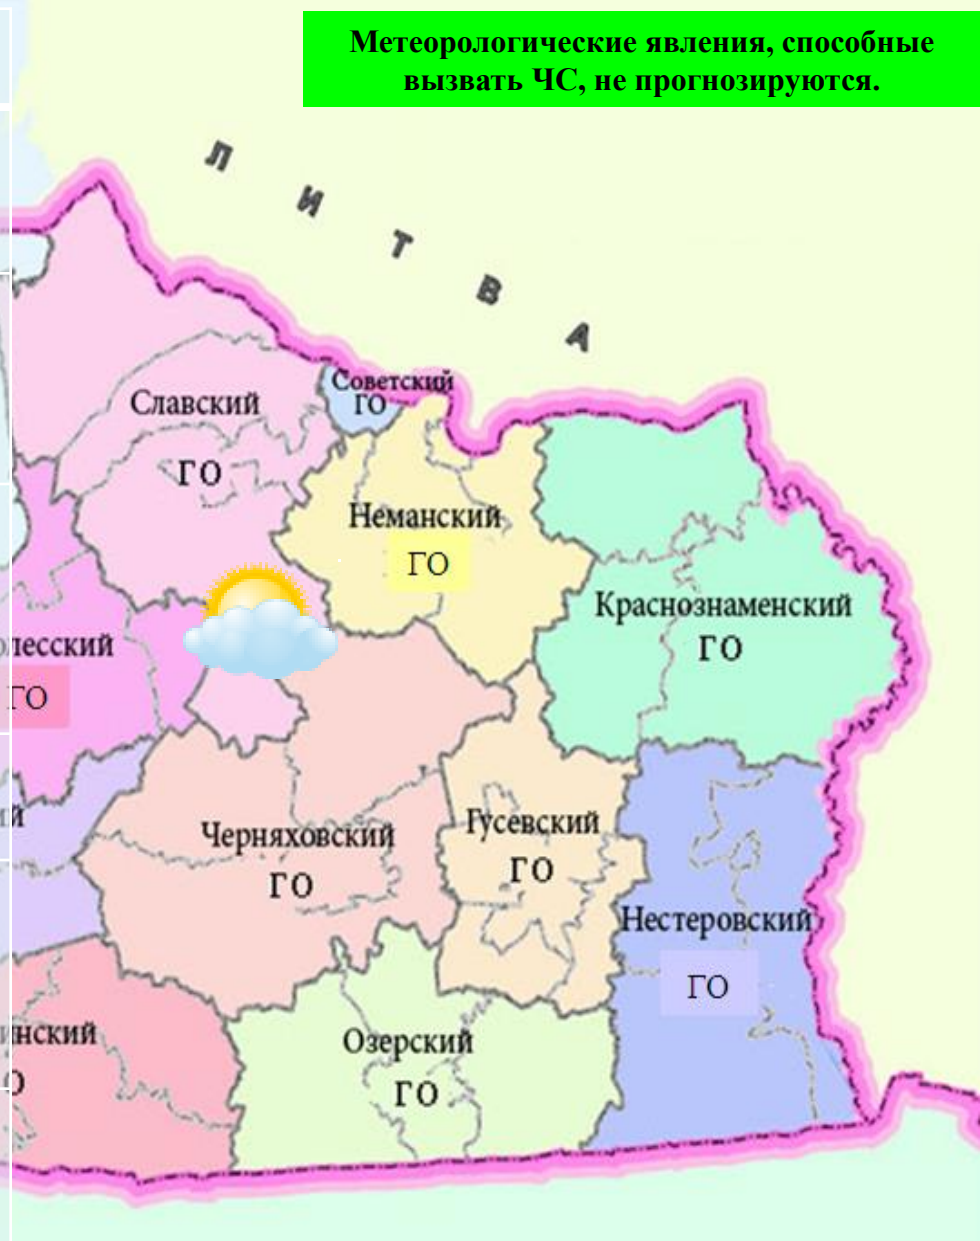 Метеорологические явления, способные
вызвать ЧС, не прогнозируются.
ЛИТВА
Советский
ГО
Славский
ГО
Неманский
ГО
Краснознаменский
ГО
лесский
ГО
Гусевский
ГО
Черняховский
ГО
Нестеровский
ГО
инский
Озерский
ГО